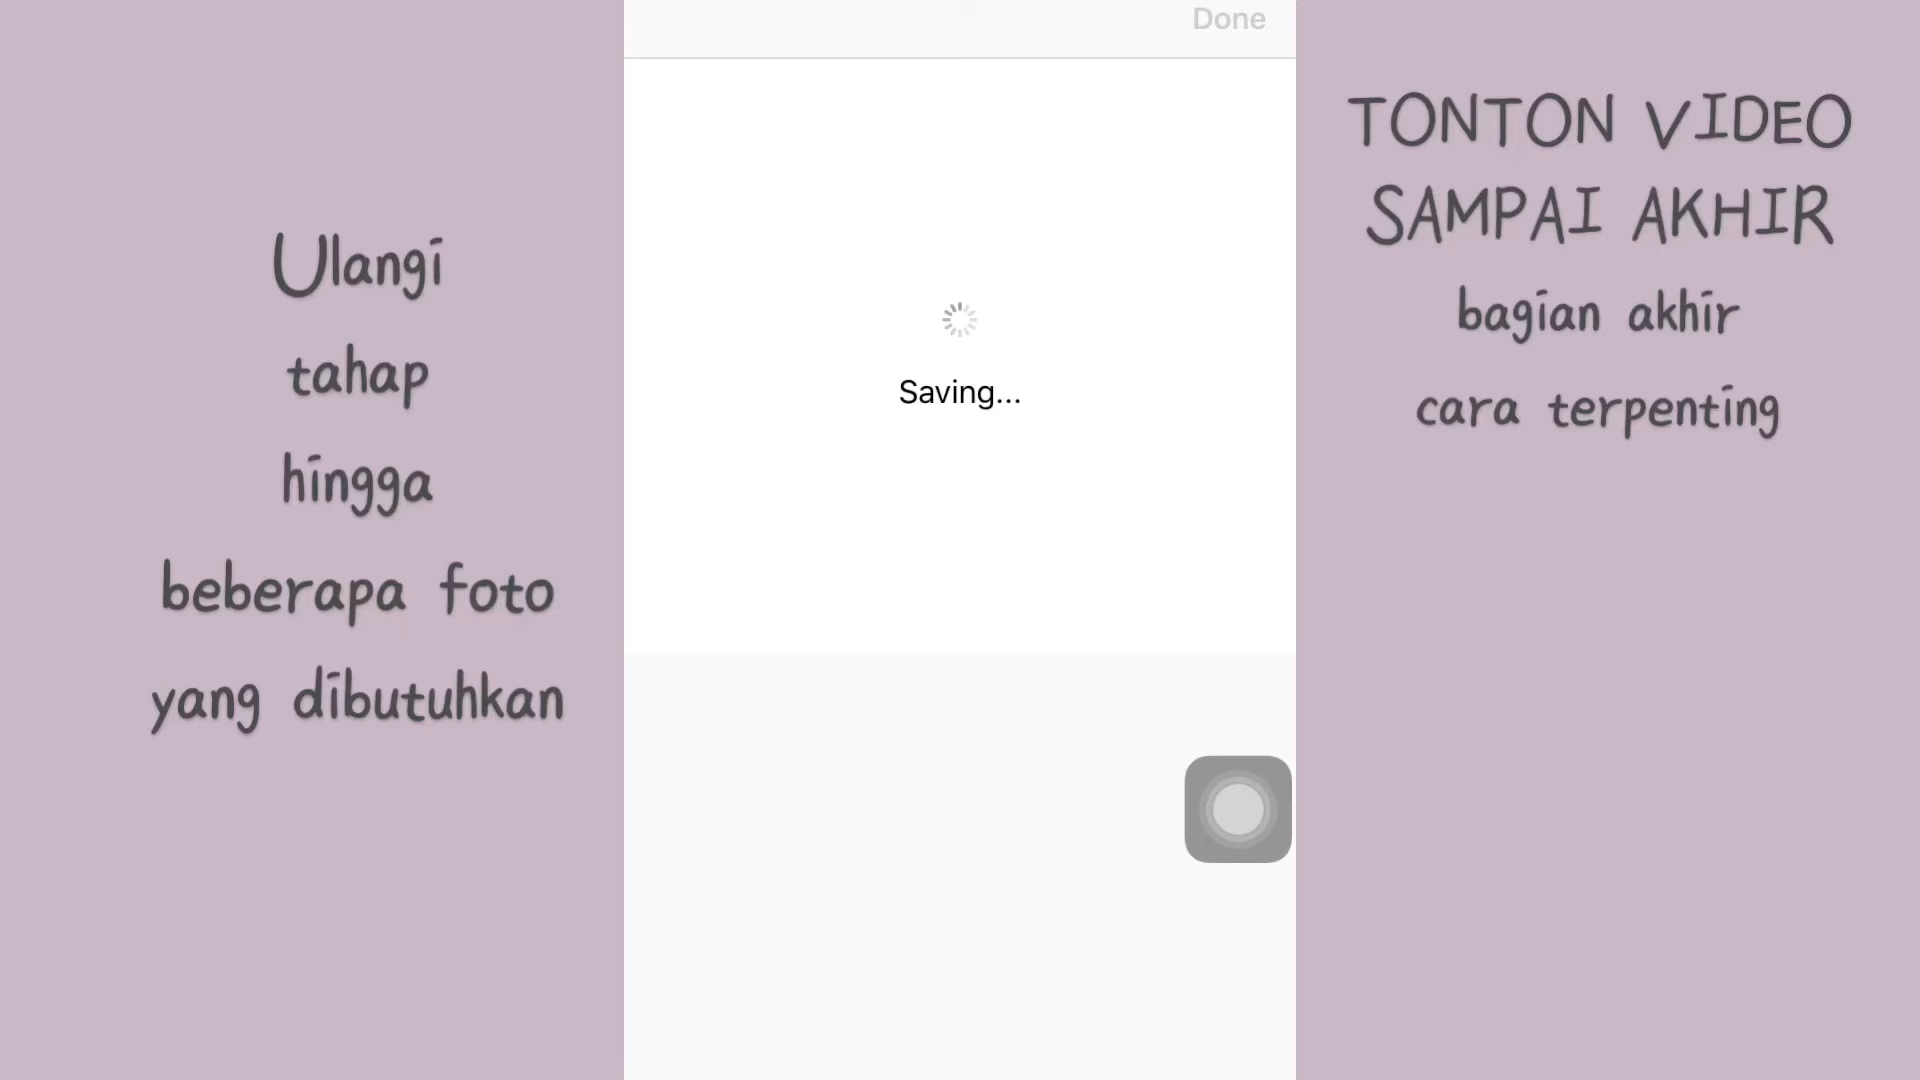 Ulangi
tahap
hingga
beberapa foto
yang dibutuhkan
Done
Saving...
TONTON VIDEO
SAMPAI AKHIR
bagian akhir
cara terpenting